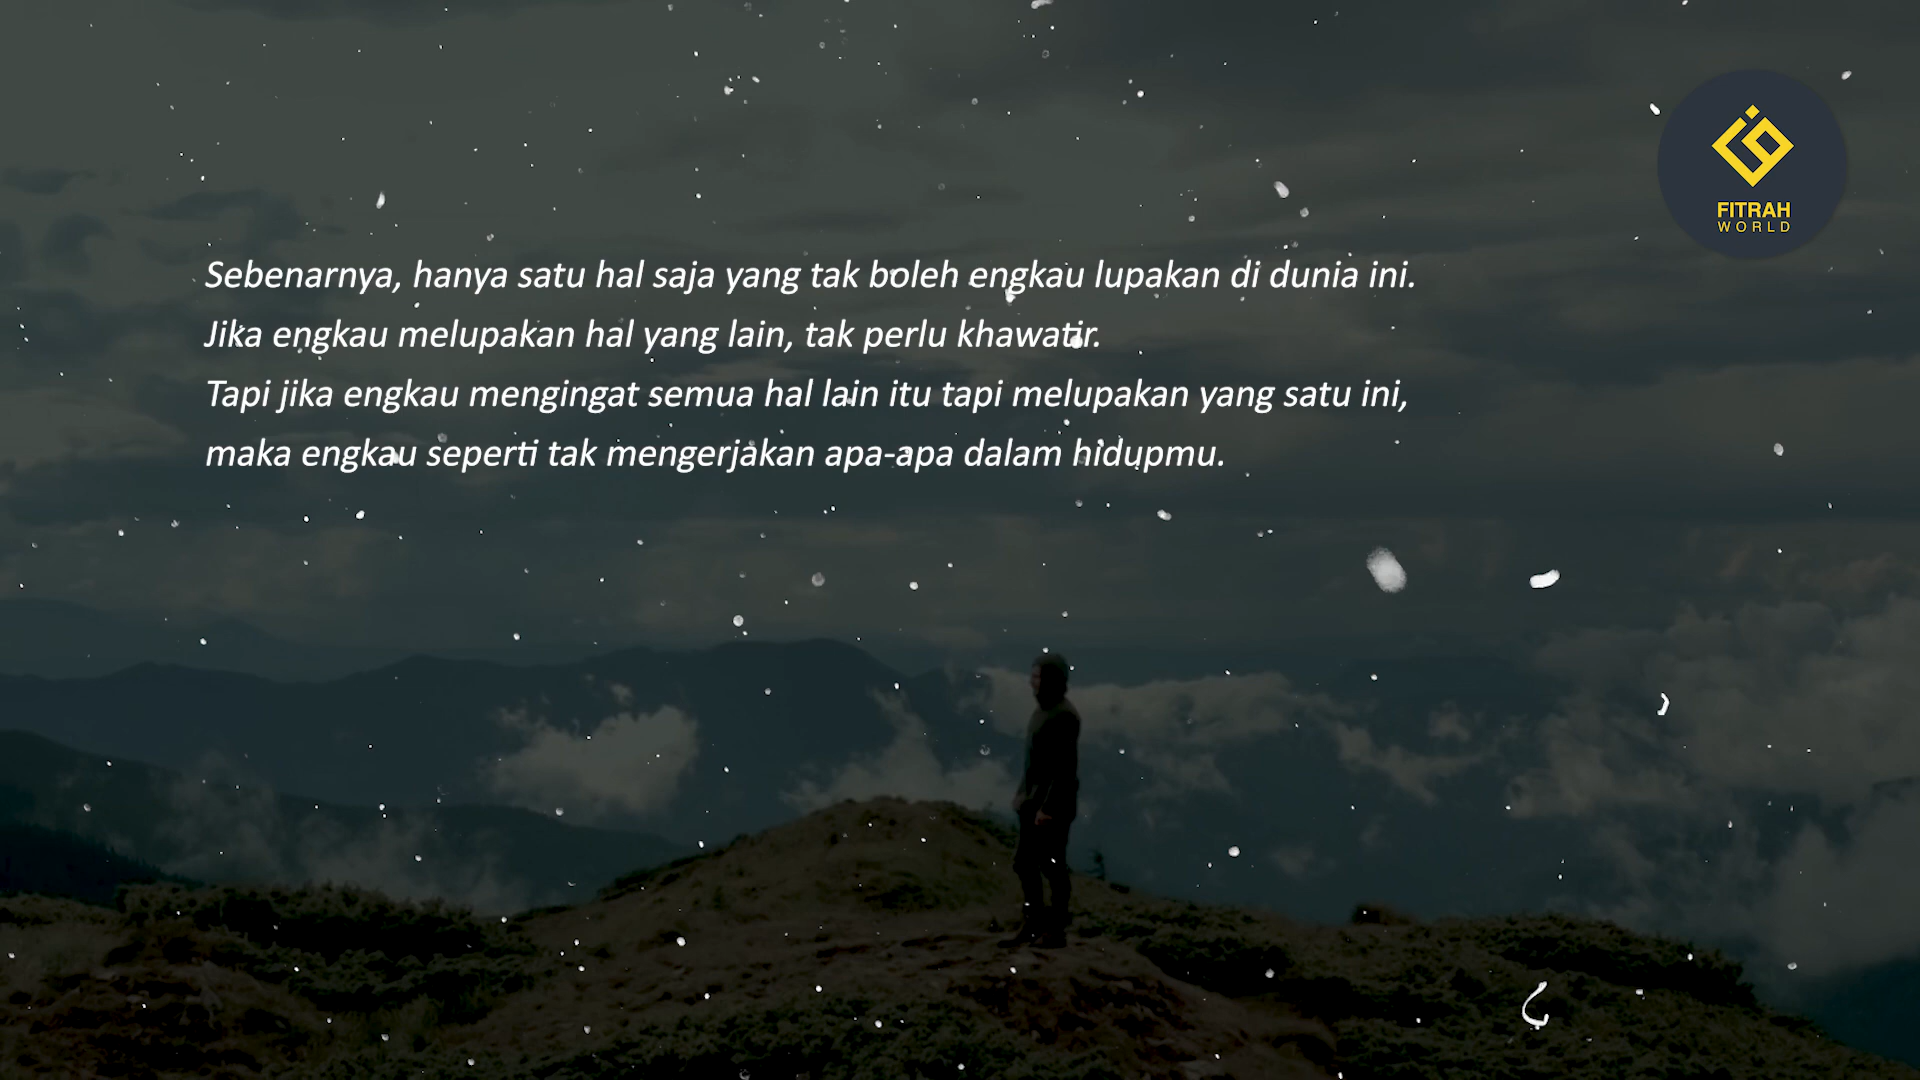 FITRAH
WORLD
Sebenarnya, hanya satu hal saja yang tak boleh engkau lupakan di dunia ini.
Jika engkau melupakan hal yang lain, tak perlu khawatir.
Tapi jika engkau mengingat semua hal lain itu tapi melupakan yang satu ini,
maka engkau seperti tak mengerjakan apa-apa dalam hidupmu.